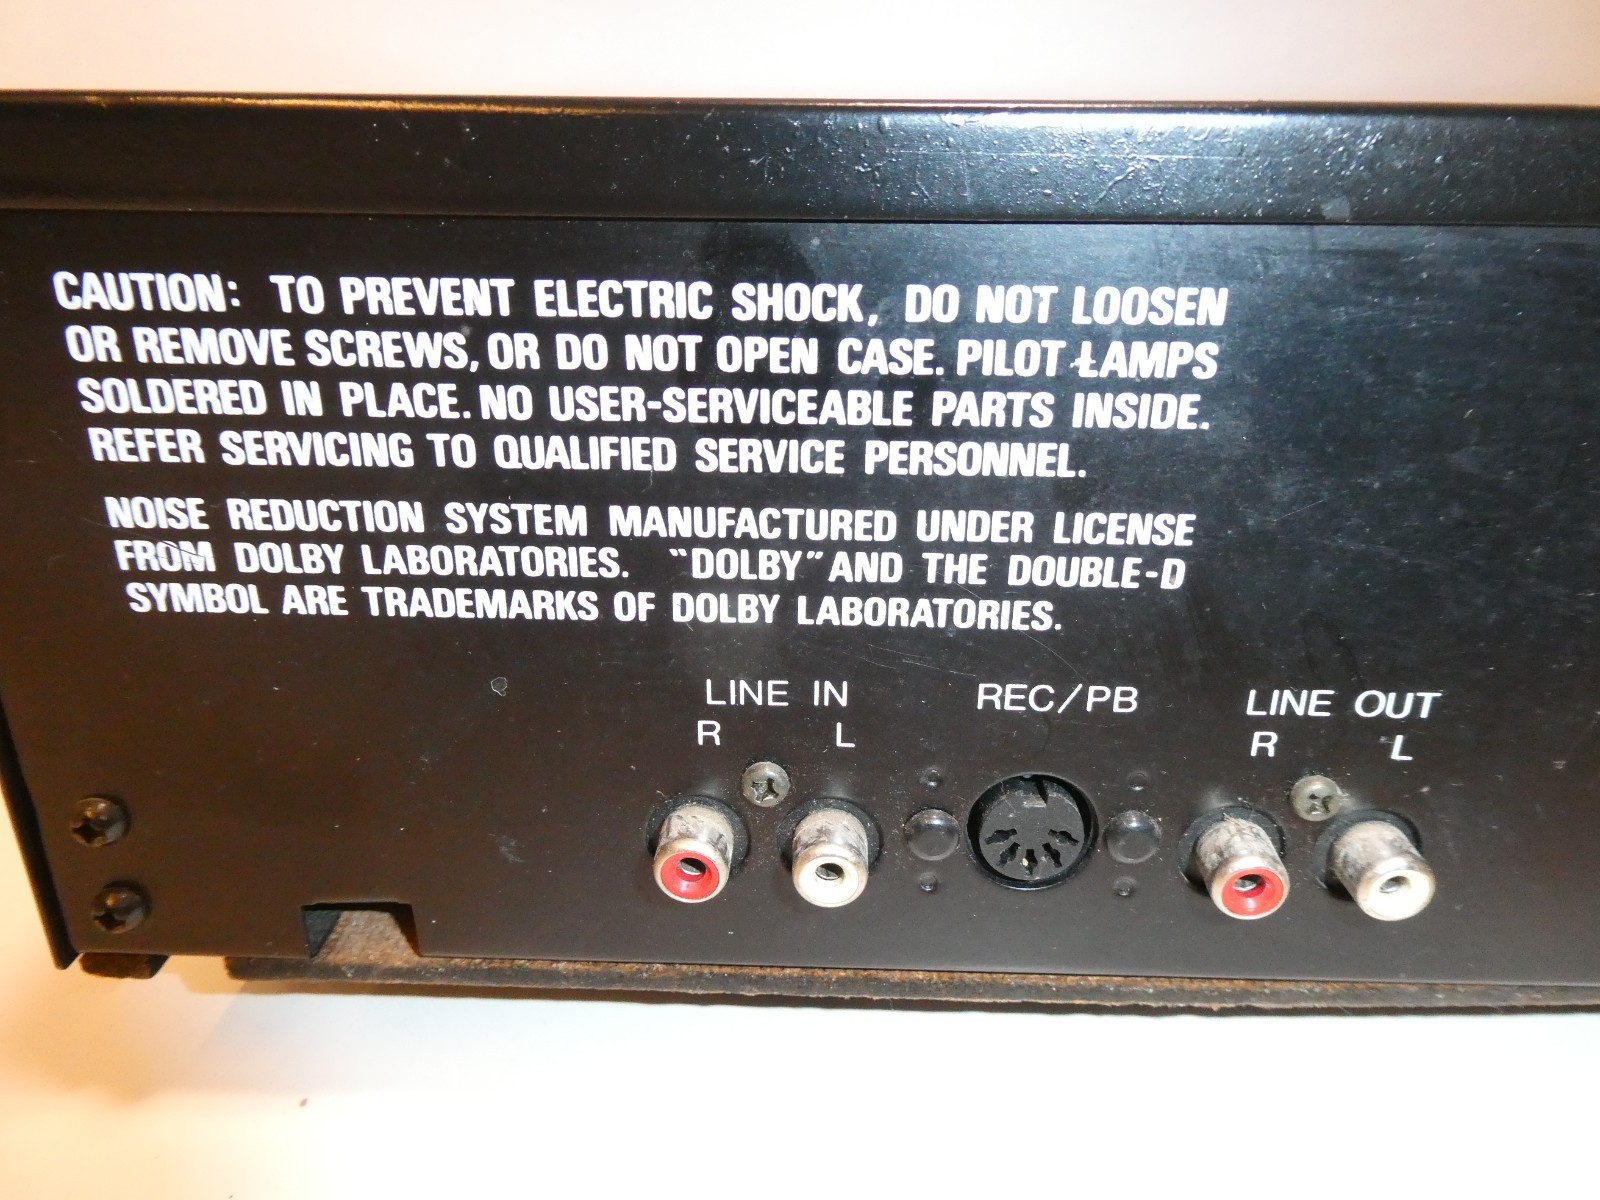 CAUTION: TO PREVENT ELECTRIC SHOCK, DO NOT LOOSEN
OR REMOVE SCREWS, OR DO NOT OPEN CASE. PILOT LAMPS
SOLDERED IN PLACE. NO USER-SERVICEABLE PARTS INSIDE.
REFER SERVICING TO QUALIFIED SERVICE PERSONNEL.
NOISE REDUCTION SYSTEM MANUFACTURED UNDER LICENSE
FROM DOLBY LABORATORIES. "DOLBY" AND THE DOUBLE-D
SYMBOL ARE TRADEMARKS OF DOLBY LABORATORIES.
LINE IN REC/PB LINE OUT
R L R L